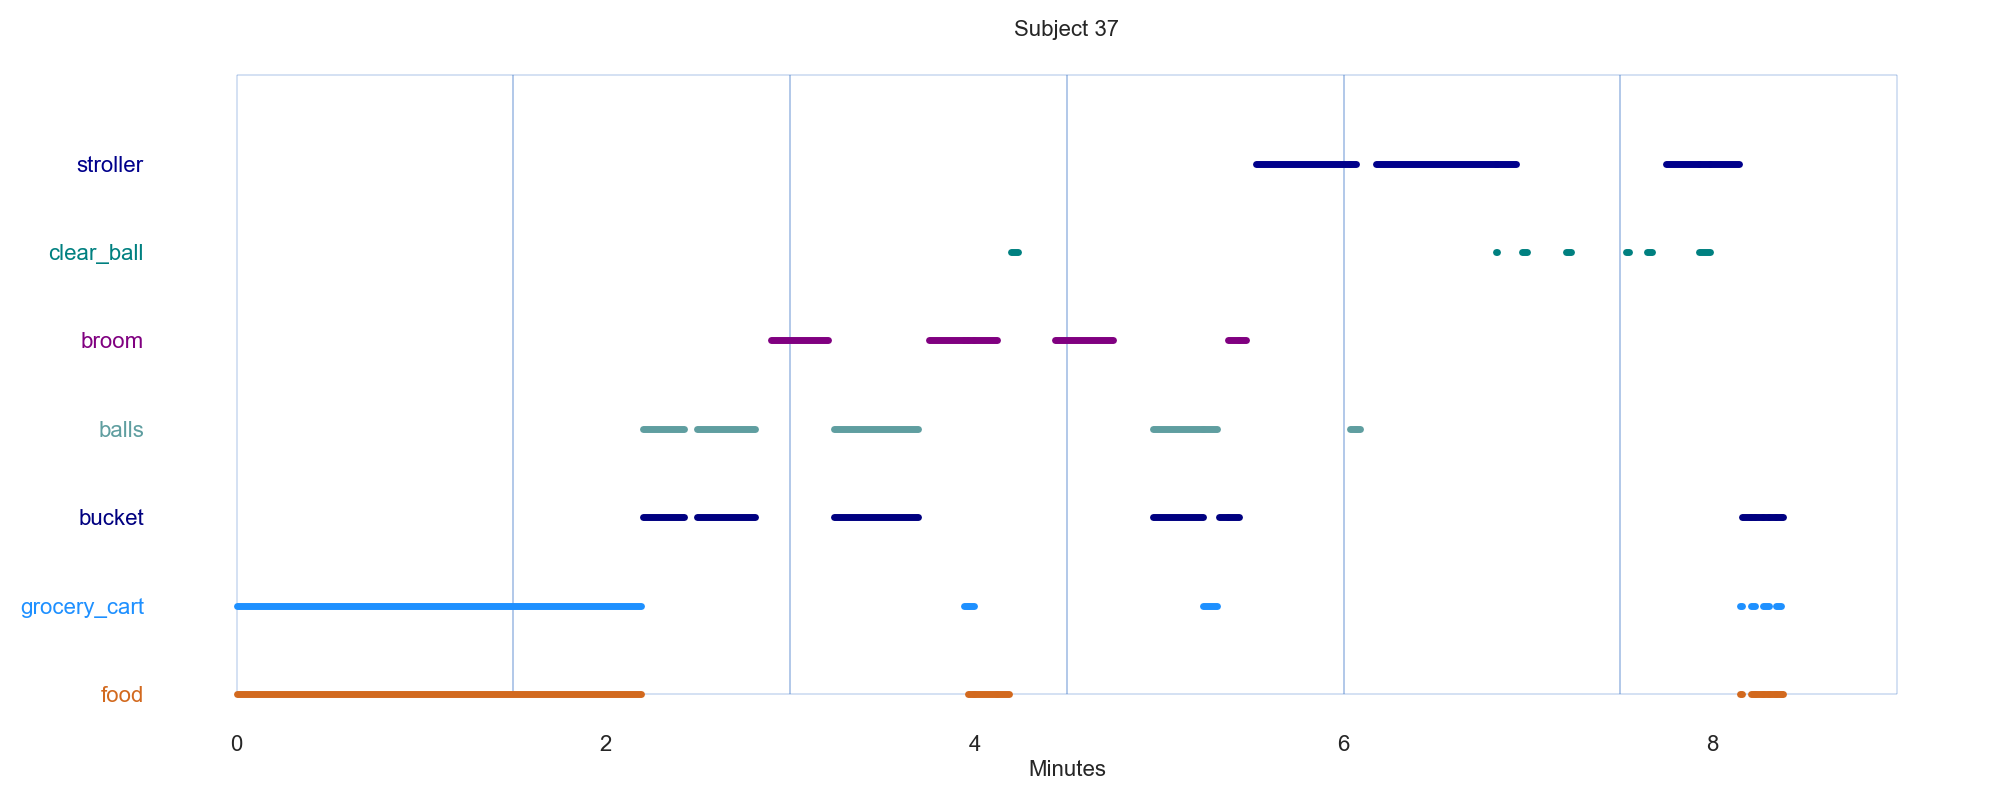 Subject 37
stroller
clear_ball
broom
balls
bucket
grocery_cart
food
0 2 4 6 8
Minutes